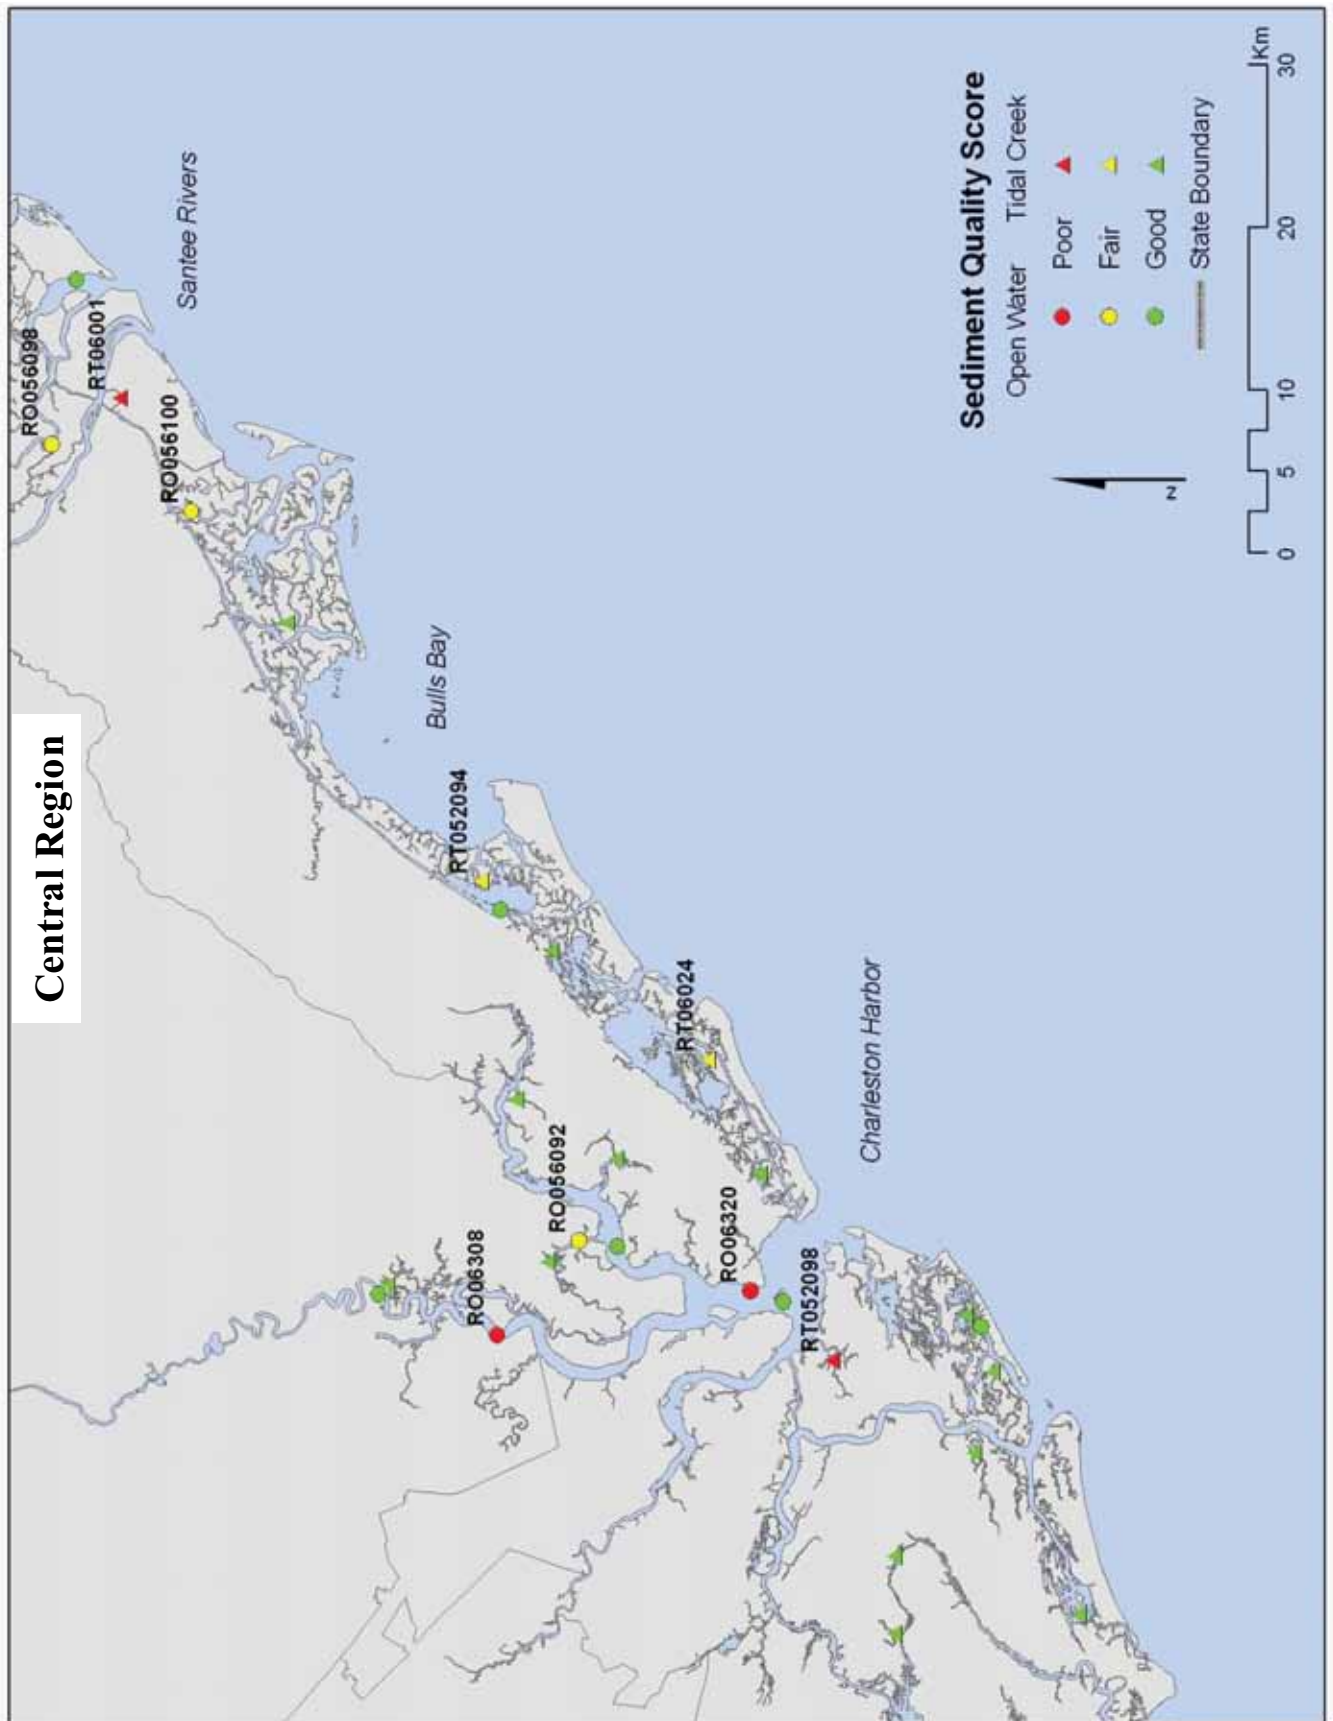 Central Region
Santee Rivers
RO056098
RT06001
RO056100
Bulls Bay
RT052094
RT06024
Charleston Harbor
RO056092
RO06320
RO06308
RT052098
Sediment Quality Score
Open Water Tidal Creek
Poor
Fair
Good
State Boundary
N
0 5 10 20 30
Km